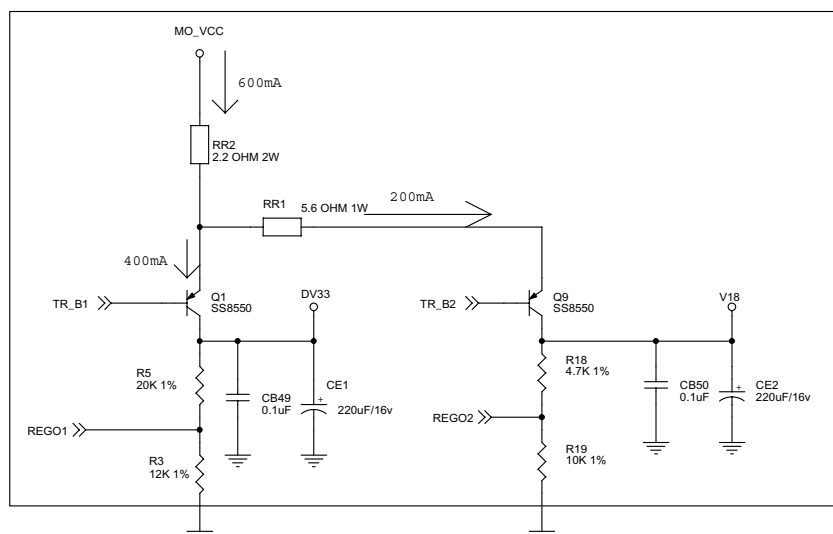 MO_VCC
600mA
RR2
2.2 OHM 2W
RR1
5.6 OHM 1W
200mA
400mA
TR_B1
Q1
SS8550
DV33
TR_B2
Q9
SS8550
V18
R5
20K 1%
CB49
0.1uF
CE1
+
220uF/16v
R18
4.7K 1%
CB50
0.1uF
CE2
+
220uF/16v
REGO1
REGO2
R3
12K 1%
R19
10K 1%